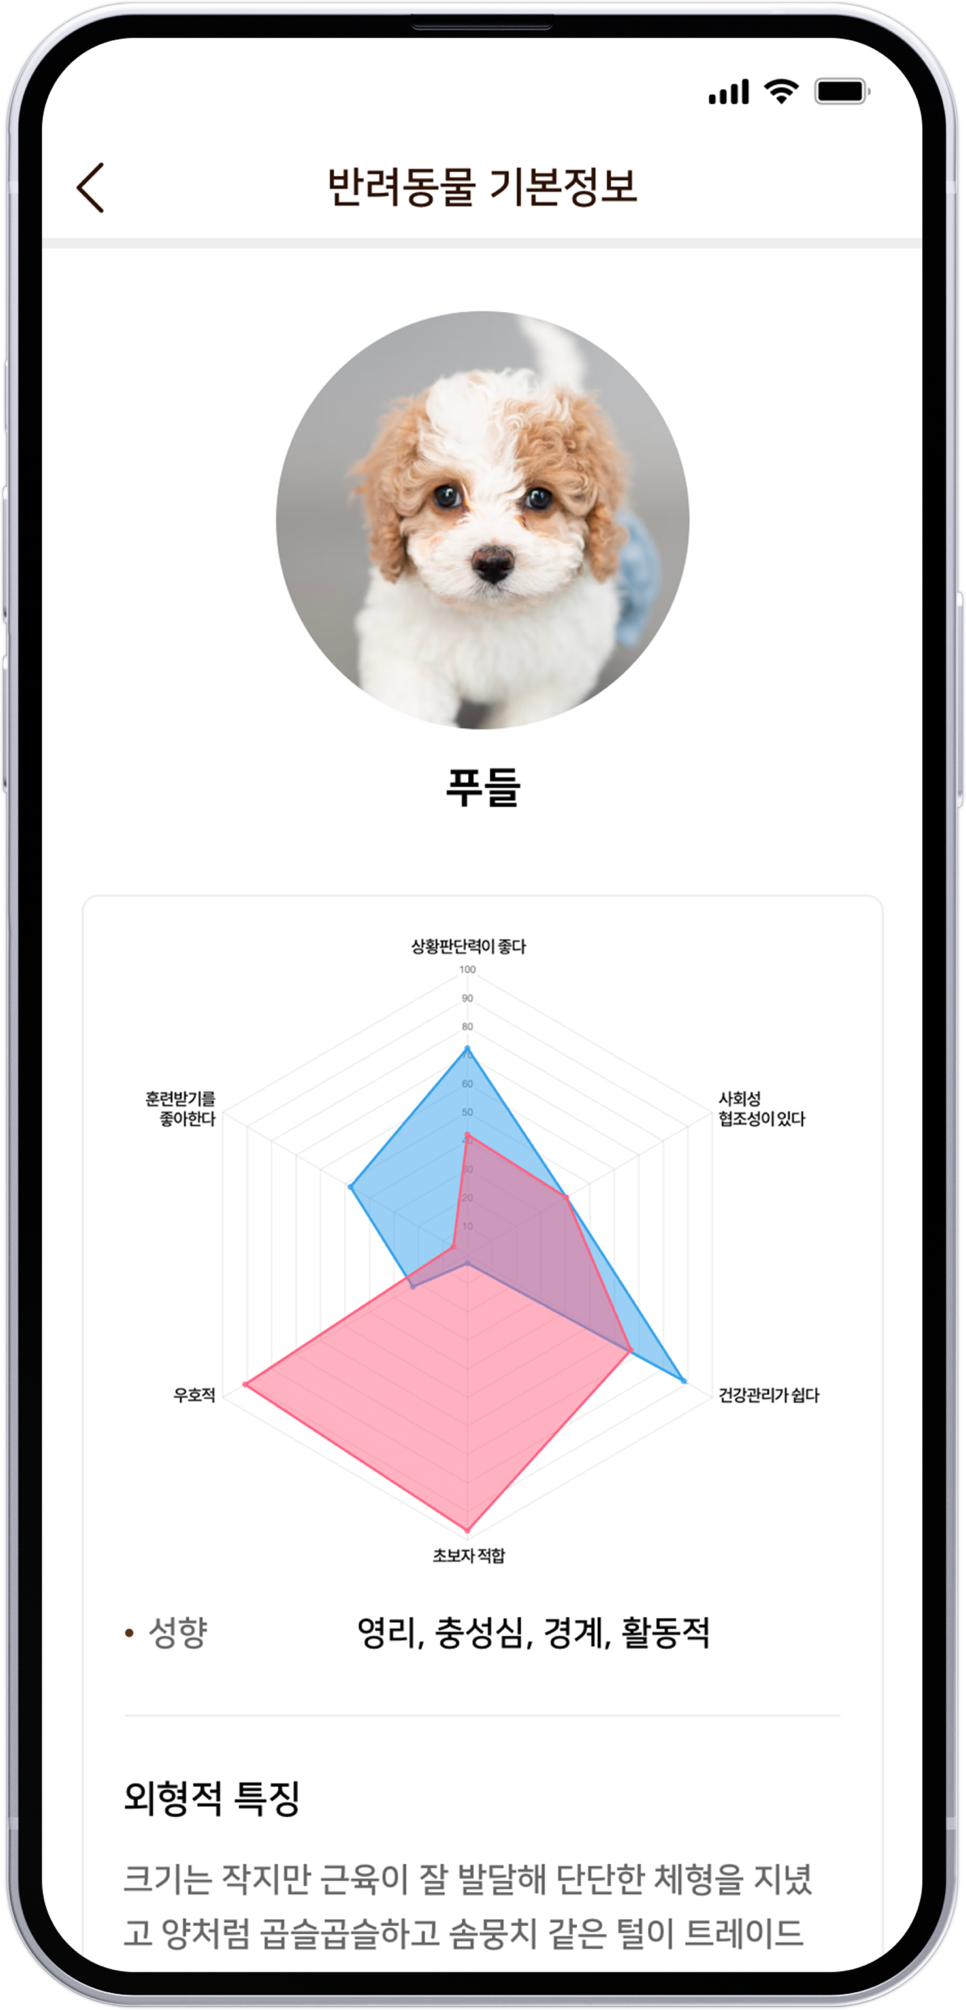 반려동물 기본정보
푸들
상황판단력이 좋다
100
90
80
70
60
50
40
30
20
10
훈련받기를
좋아한다
사회성
협조성이 있다
우호적
건강관리가 쉽다
초보자 적합
• 성향 영리, 충성심, 경계, 활동적
외형적 특징
크기는 작지만 근육이 잘 발달해 단단한 체형을 지녔
고 양처럼 곱슬곱슬하고 솜뭉치 같은 털이 트레이드